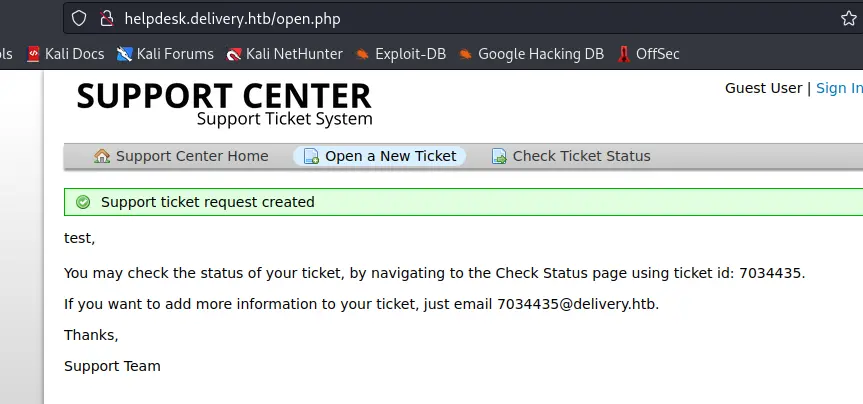 helpdesk.delivery.htb/open.php
ls Kali Docs Kali Forums Kali NetHunter Exploit-DB Google Hacking DB OffSec
SUPPORT CENTER
Support Ticket System
Guest User | Sign In
Support Center Home Open a New Ticket Check Ticket Status
Support ticket request created
test,
You may check the status of your ticket, by navigating to the Check Status page using ticket id: 7034435.
If you want to add more information to your ticket, just email 7034435@delivery.htb.
Thanks,
Support Team